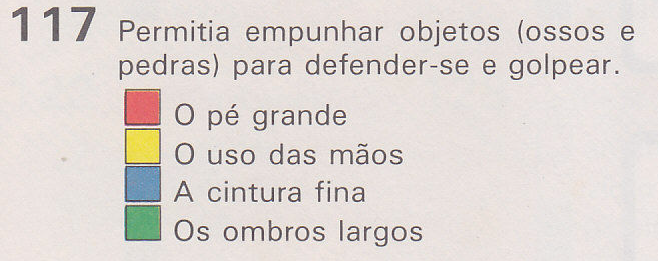 117 Permitia empunhar objetos (ossos e
pedras) para defender-se e golpear.
O pé grande
O uso das mãos
A cintura fina
Os ombros largos